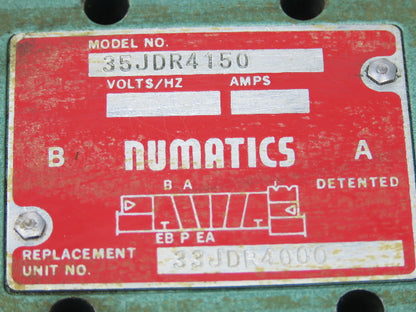 MODEL NO.
35JDR4150
VOLTS/HZ AMPS
B NUMATICS A
DETENTED
B A
EB P EA
REPLACEMENT
UNIT NO. 33JDR4000